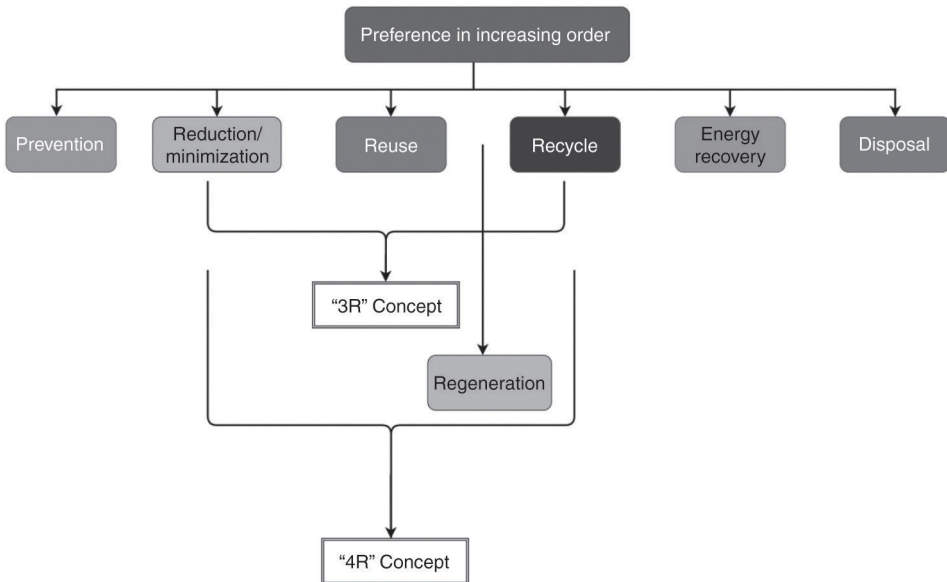 Preference in increasing order
Prevention
Reduction/
minimization
Reuse
Recycle
Energy
recovery
Disposal
“3R” Concept
Regeneration
“4R” Concept